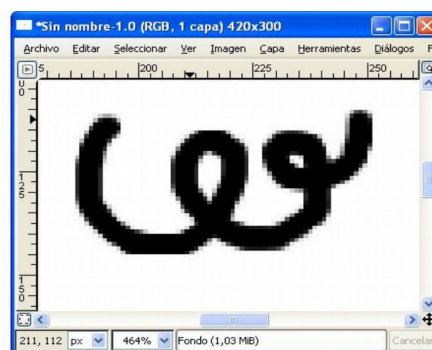 *Sin nombre-1.0 (RGB, 1 capa) 420x300
Archivo Editar Seleccionar Ver Imagen Capa Herramientas Diálogos F
200 225 250
125
150
211, 112 px 464% Fondo (1,03 MiB) Cancelar